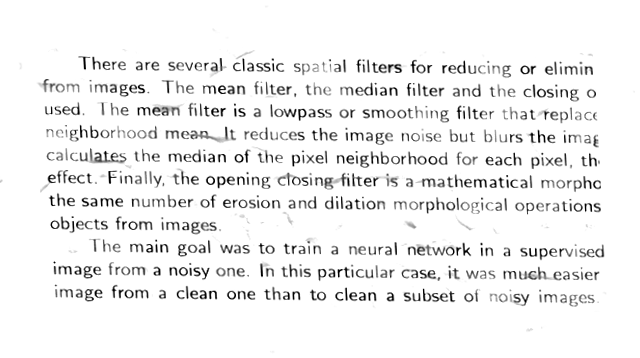 There are several classic spatial filters for reducing or elimin
from images. The mean filter, the median filter and the closing o
used. The mean filter is a lowpass or smoothing filter that replace
neighborhood mean. It reduces the image noise but blurs the imag
calculates the median of the pixel neighborhood for each pixel, th
effect. Finally, the opening closing filter is a mathematical morpho
the same number of erosion and dilation morphological operations
objects from images.
The main goal was to train a neural network in a supervised
image from a noisy one. In this particular case, it was much easier
image from a clean one than to clean a subset of noisy images.